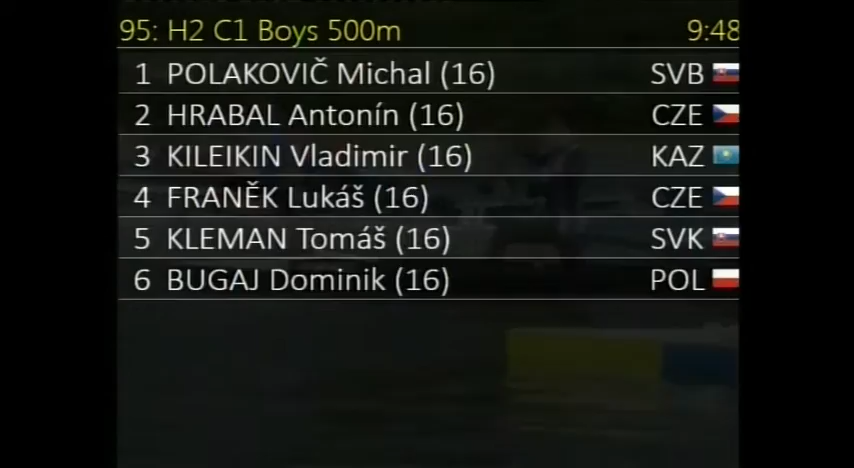 95: H2 C1 Boys 500m 9:48
1 POLAKOVIČ Michal (16) SVB
2 HRABAL Antonín (16) CZE
3 KILEIKIN Vladimir (16) KAZ
4 FRANĚK Lukáš (16) CZE
5 KLEMAN Tomáš (16) SVK
6 BUGAJ Dominik (16) POL